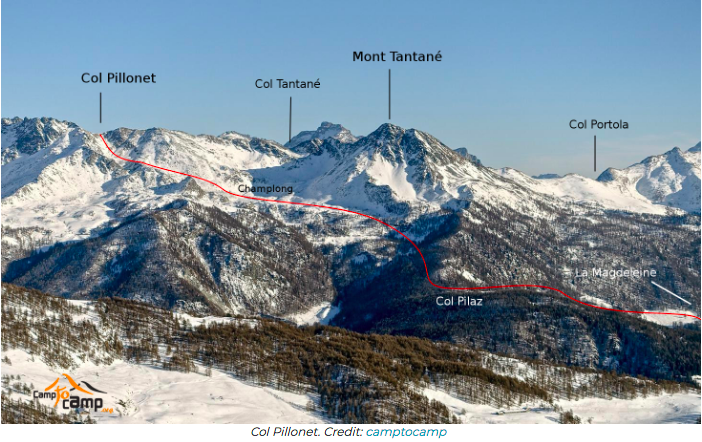 Mont Tantané
Col Pillonet
Col Tantané
Col Portola
Champlong
La Magdeleine
Col Pilaz
Camp to camp .org
Col Pillonet. Credit: camptocamp